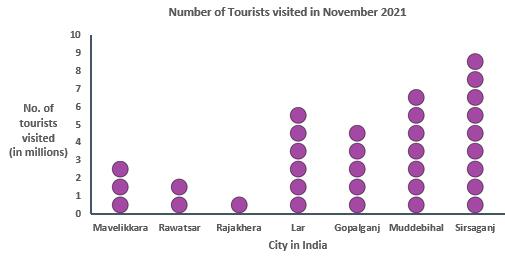 Number of Tourists visited in November 2021
10
9
8
7
6
5
4
3
2
1
0
No. of
tourists
visited
(in millions)
Mavelikkara Rawatsar Rajakhera Lar Gopalganj Muddebihal Sirsaganj
City in India